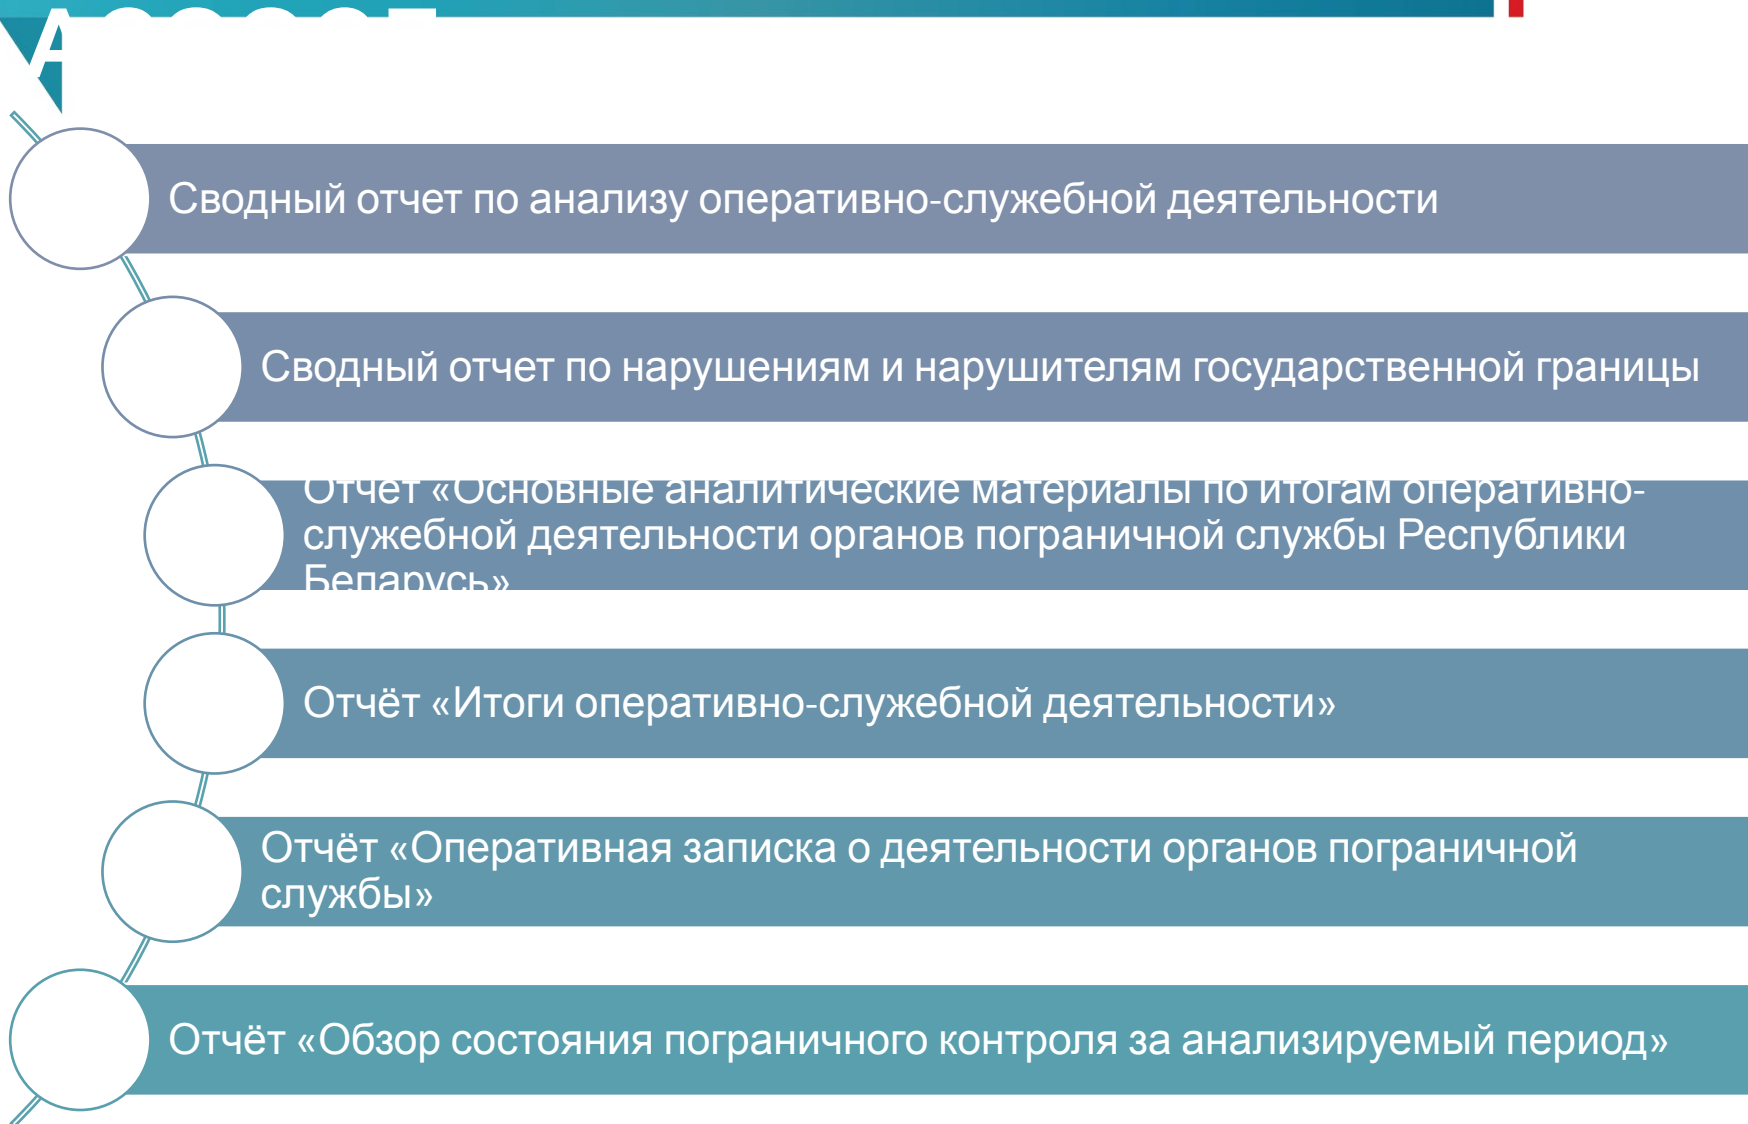 Сводный отчет по анализу оперативно-служебной деятельности
Сводный отчет по нарушениям и нарушителям государственной границы
Отчет «Основные аналитические материалы по итогам оперативно-
служебной деятельности органов пограничной службы Республики
Беларусь»
Отчёт «Итоги оперативно-служебной деятельности»
Отчёт «Оперативная записка о деятельности органов пограничной
службы»
Отчёт «Обзор состояния пограничного контроля за анализируемый период»